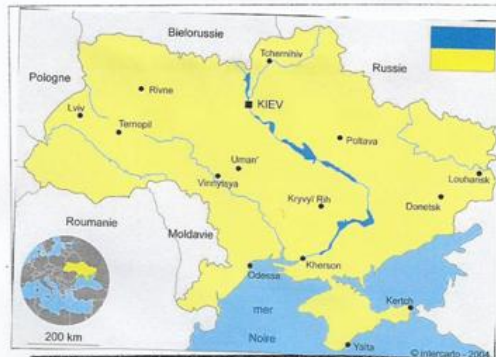 Bielorussie
Tchernihiv
Pologne
Russie
Rivne
KIEV
Lviv
Ternopil
Poltava
Uman'
Vinnytsya
Louhansk
Donetsk
Kryvyï Rih
Roumanie
Moldavie
Odessa
Kherson
mer
Noire
Kertch
Yalta
200 km
© intercarto - 2004